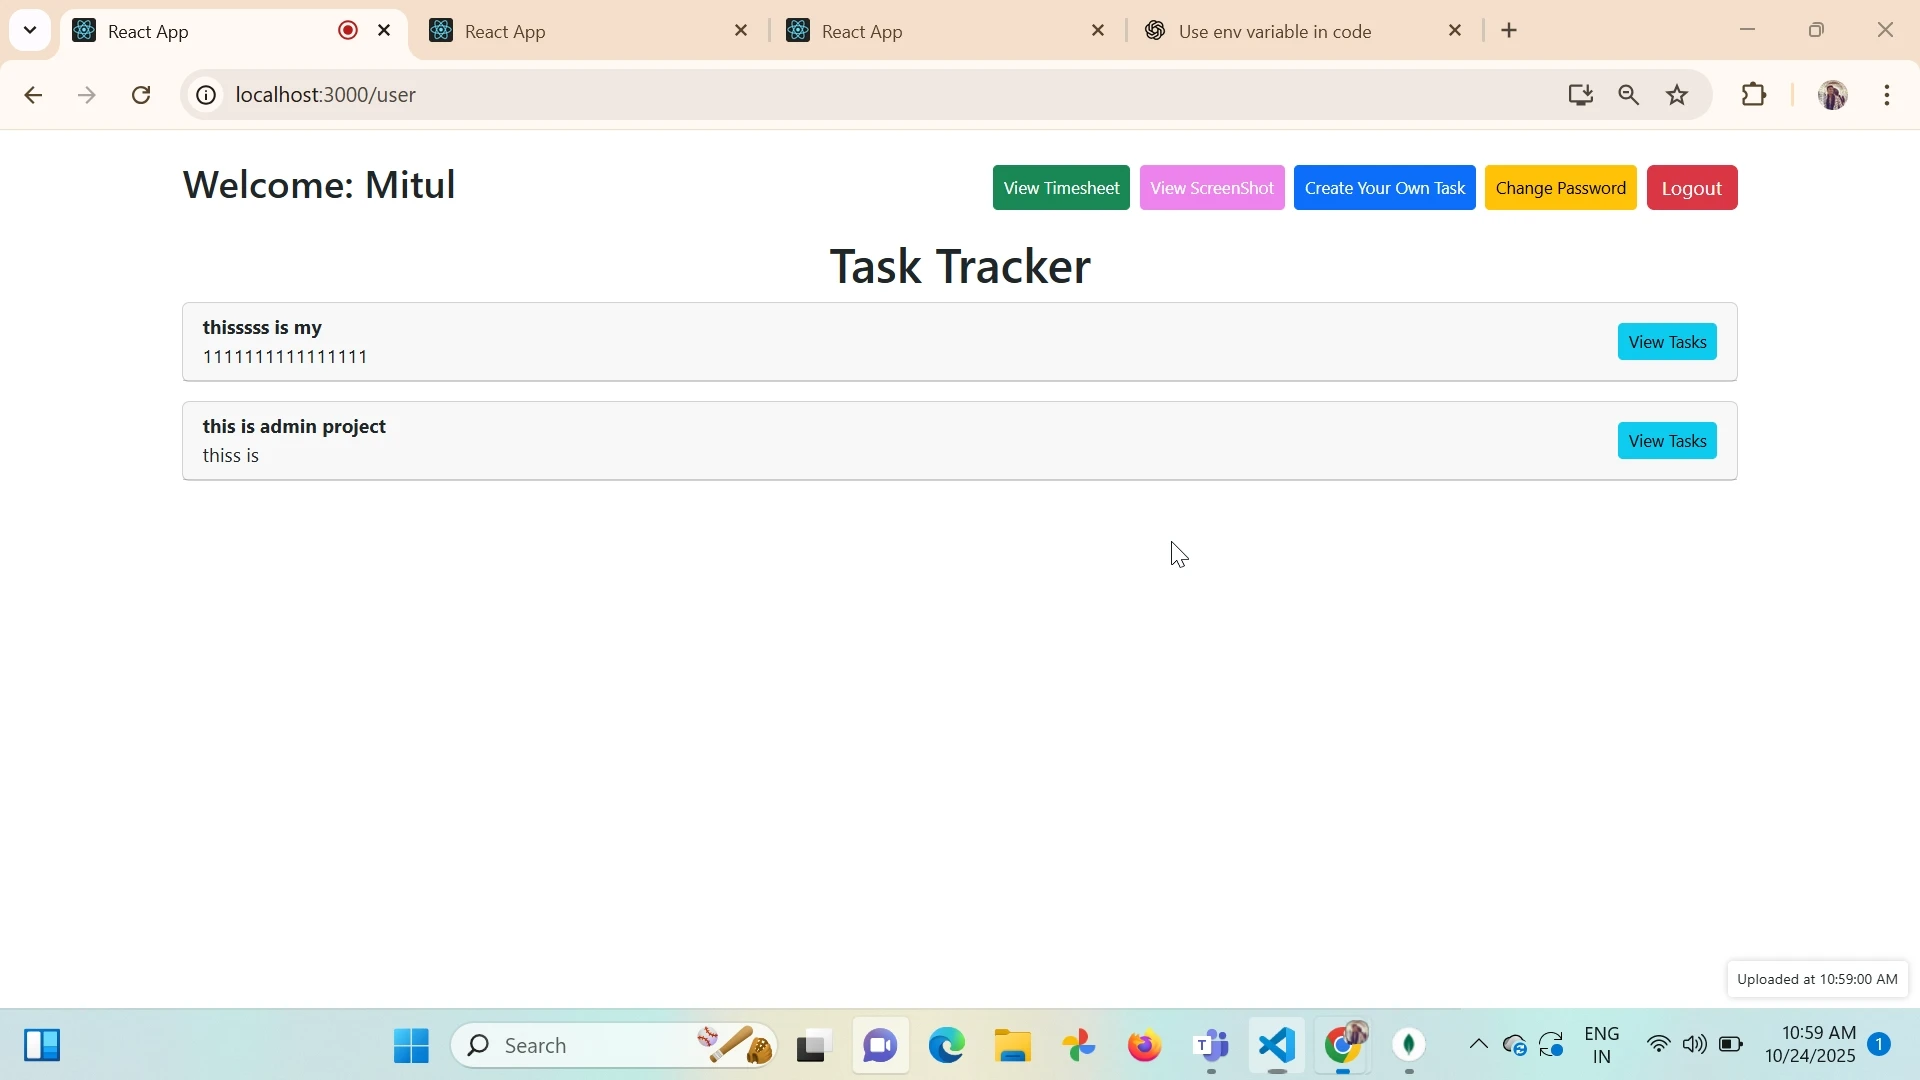 React App
React App
React App
Use env variable in code
localhost:3000/user
Welcome: Mitul
View Timesheet
View ScreenShot
Create Your Own Task
Change Password
Logout
Task Tracker
thisssss is my
1111111111111111
View Tasks
this is admin project
thiss is
View Tasks
Uploaded at 10:59:00 AM
Search
T
ENG
IN
10:59 AM
10/24/2025
1